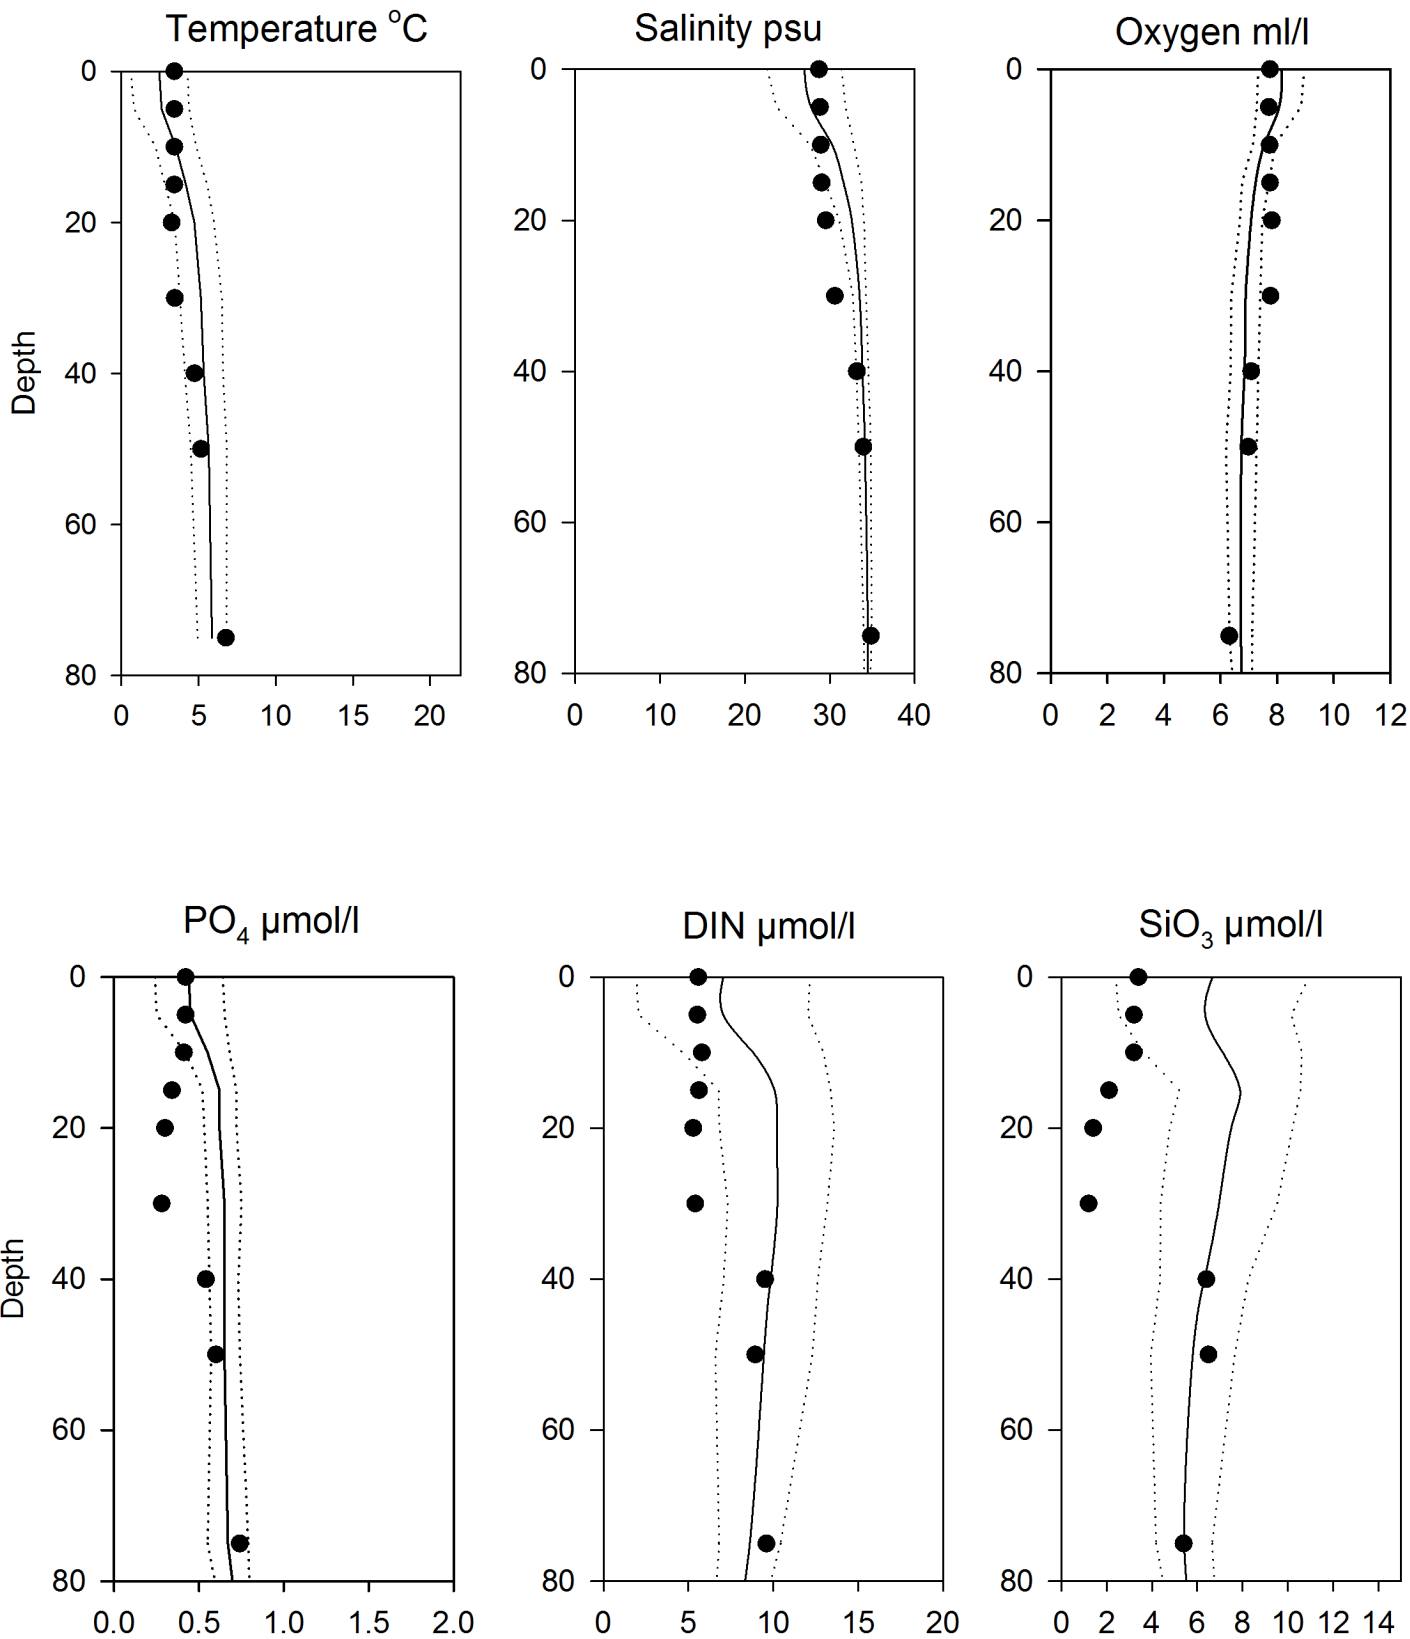 Temperature °C
Salinity psu
Oxygen ml/l
0
20
40
60
80
Depth
0 5 10 15 20
0
20
40
60
80
0 10 20 30 40
0
20
40
60
80
0 2 4 6 8 10 12
PO4 µmol/l
DIN µmol/l
SiO3 µmol/l
0
20
40
60
80
Depth
0.0 0.5 1.0 1.5 2.0
0
20
40
60
80
0 5 10 15 20
0
20
40
60
80
0 2 4 6 8 10 12 14